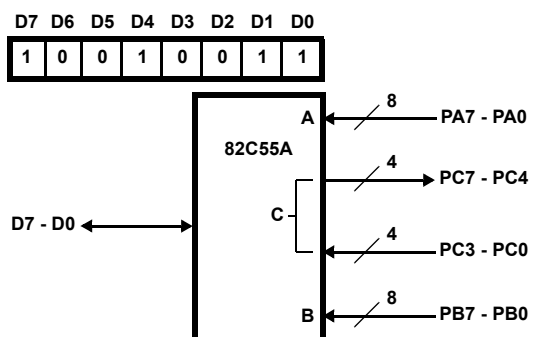 D7 D6 D5 D4 D3 D2 D1 D0
1 0 0 1 0 0 1 1
8
A PA7 - PA0
82C55A
4
PC7 - PC4
C
D7 - D0
4
PC3 - PC0
8
B PB7 - PB0